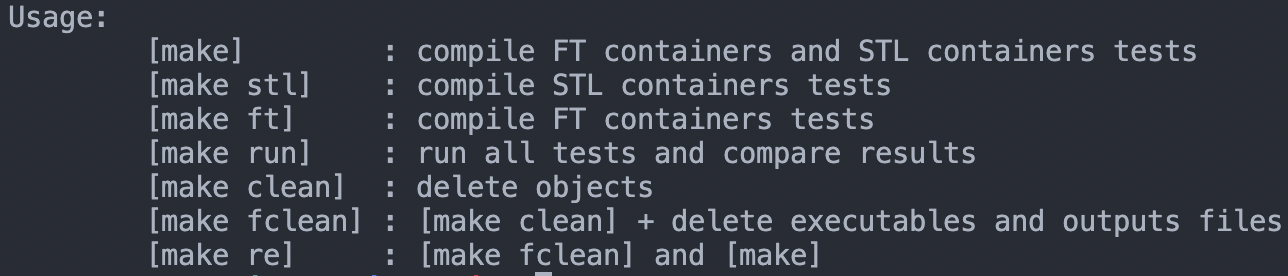 Usage:
[make] : compile FT containers and STL containers tests
[make stl] : compile STL containers tests
[make ft] : compile FT containers tests
[make run] : run all tests and compare results
[make clean] : delete objects
[make fclean] : [make clean] + delete executables and outputs files
[make re] : [make fclean] and [make]